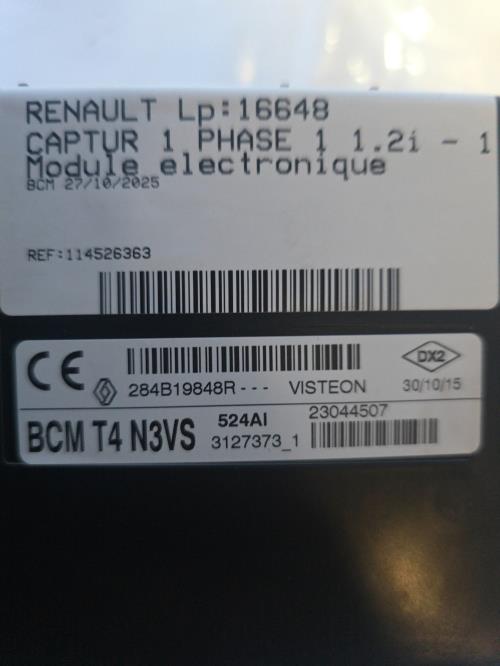 RENAULT Lp:16648
CAPTUR 1 PHASE 1 1.2i - 1
Module electronique
BCM 27/10/2025
REF:114526363
CE
DX2
284B19848R--- VISTEON 30/10/15
BCM T4 N3VS 524AI 23044507
3127373_1